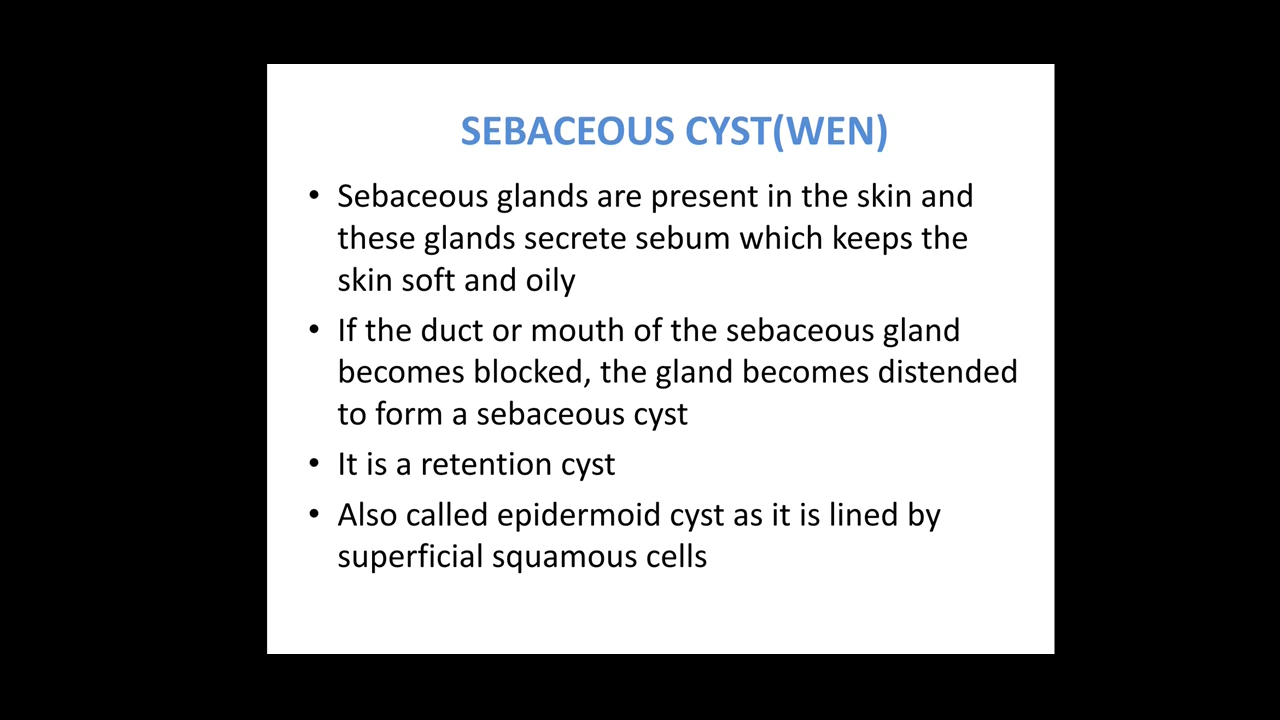 SEBACEOUS CYST(WEN)
• Sebaceous glands are present in the skin and
these glands secrete sebum which keeps the
skin soft and oily
• If the duct or mouth of the sebaceous gland
becomes blocked, the gland becomes distended
to form a sebaceous cyst
• It is a retention cyst
• Also called epidermoid cyst as it is lined by
superficial squamous cells